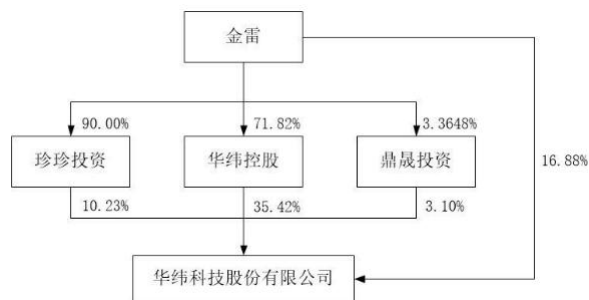 金雷
90.00%
71.82%
3.3648%
珍珍投资
华纬控股
鼎晟投资
16.88%
10.23%
35.42%
3.10%
华纬科技股份有限公司